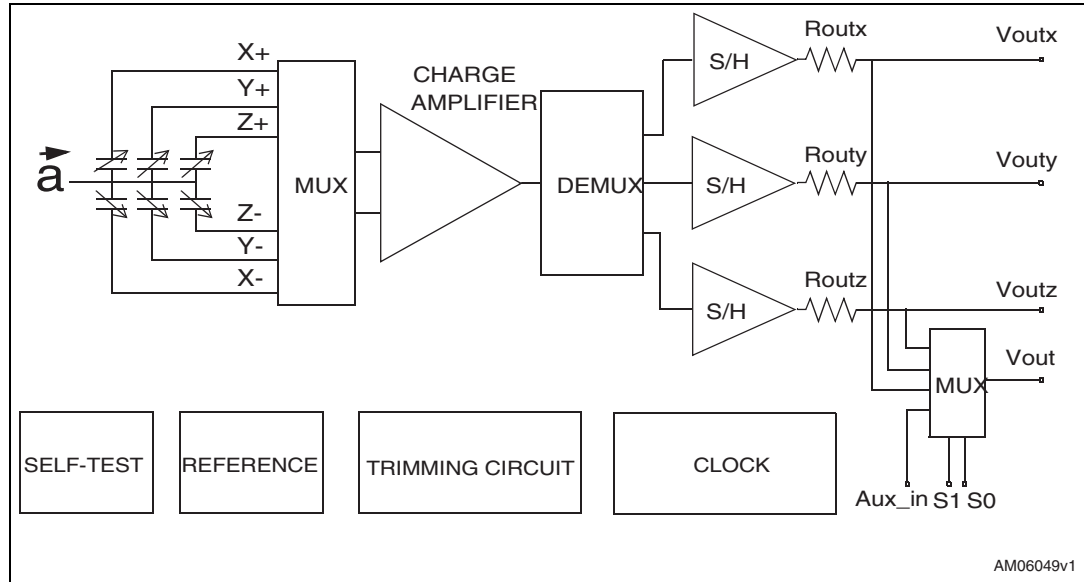 X+
Y+
Z+
a
Z-
Y-
X-
MUX
CHARGE
AMPLIFIER
DEMUX
S/H
Routx
Voutx
S/H
Routy
Vouty
S/H
Routz
Voutz
Vout
MUX
Aux_in S1 S0
SELF-TEST
REFERENCE
TRIMMING CIRCUIT
CLOCK
AM06049v1